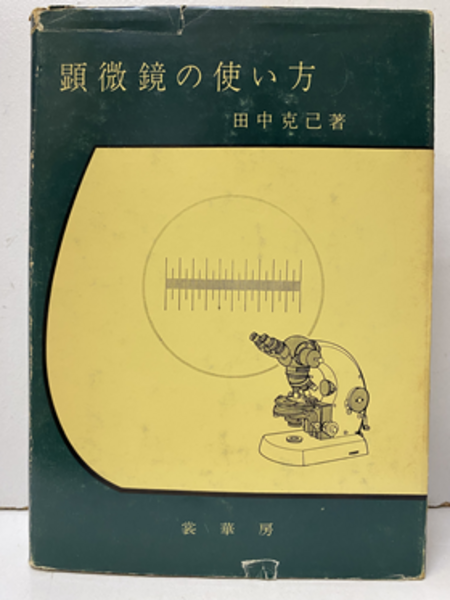 顕微鏡の使い方
田中克己著
裳華房